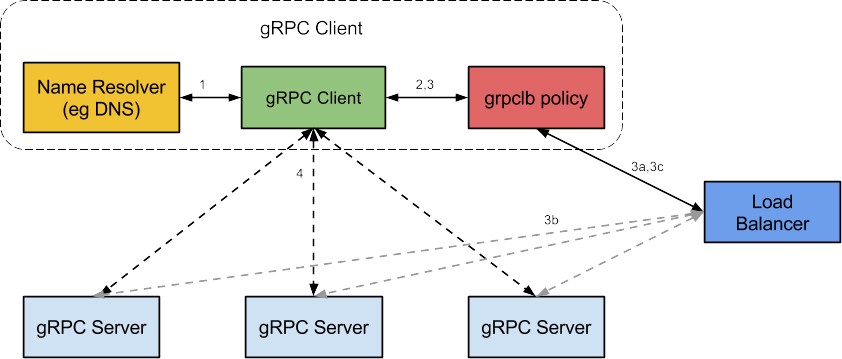 gRPC Client
Name Resolver
(eg DNS)
1
gRPC Client
2,3
grpclb policy
3a,3c
4
Load
Balancer
3b
gRPC Server
gRPC Server
gRPC Server